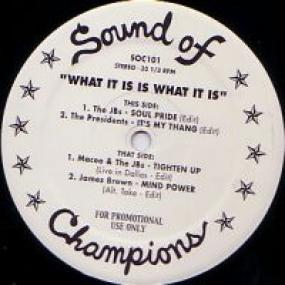 Sound of
SOC101
STEREO - 33 1/3 RPM
"WHAT IT IS IS WHAT IT IS"
THIS SIDE:
1. The JBs - SOUL PRIDE (Edit)
2. The Presidents - IT'S MY THANG (Edit)
THAT SIDE:
1. Maceo & The JBs - TIGHTEN UP
(Live in Dallas - Edit)
2. James Brown - MIND POWER
(Alt. Take - Edit)
FOR PROMOTIONAL
USE ONLY
Champions